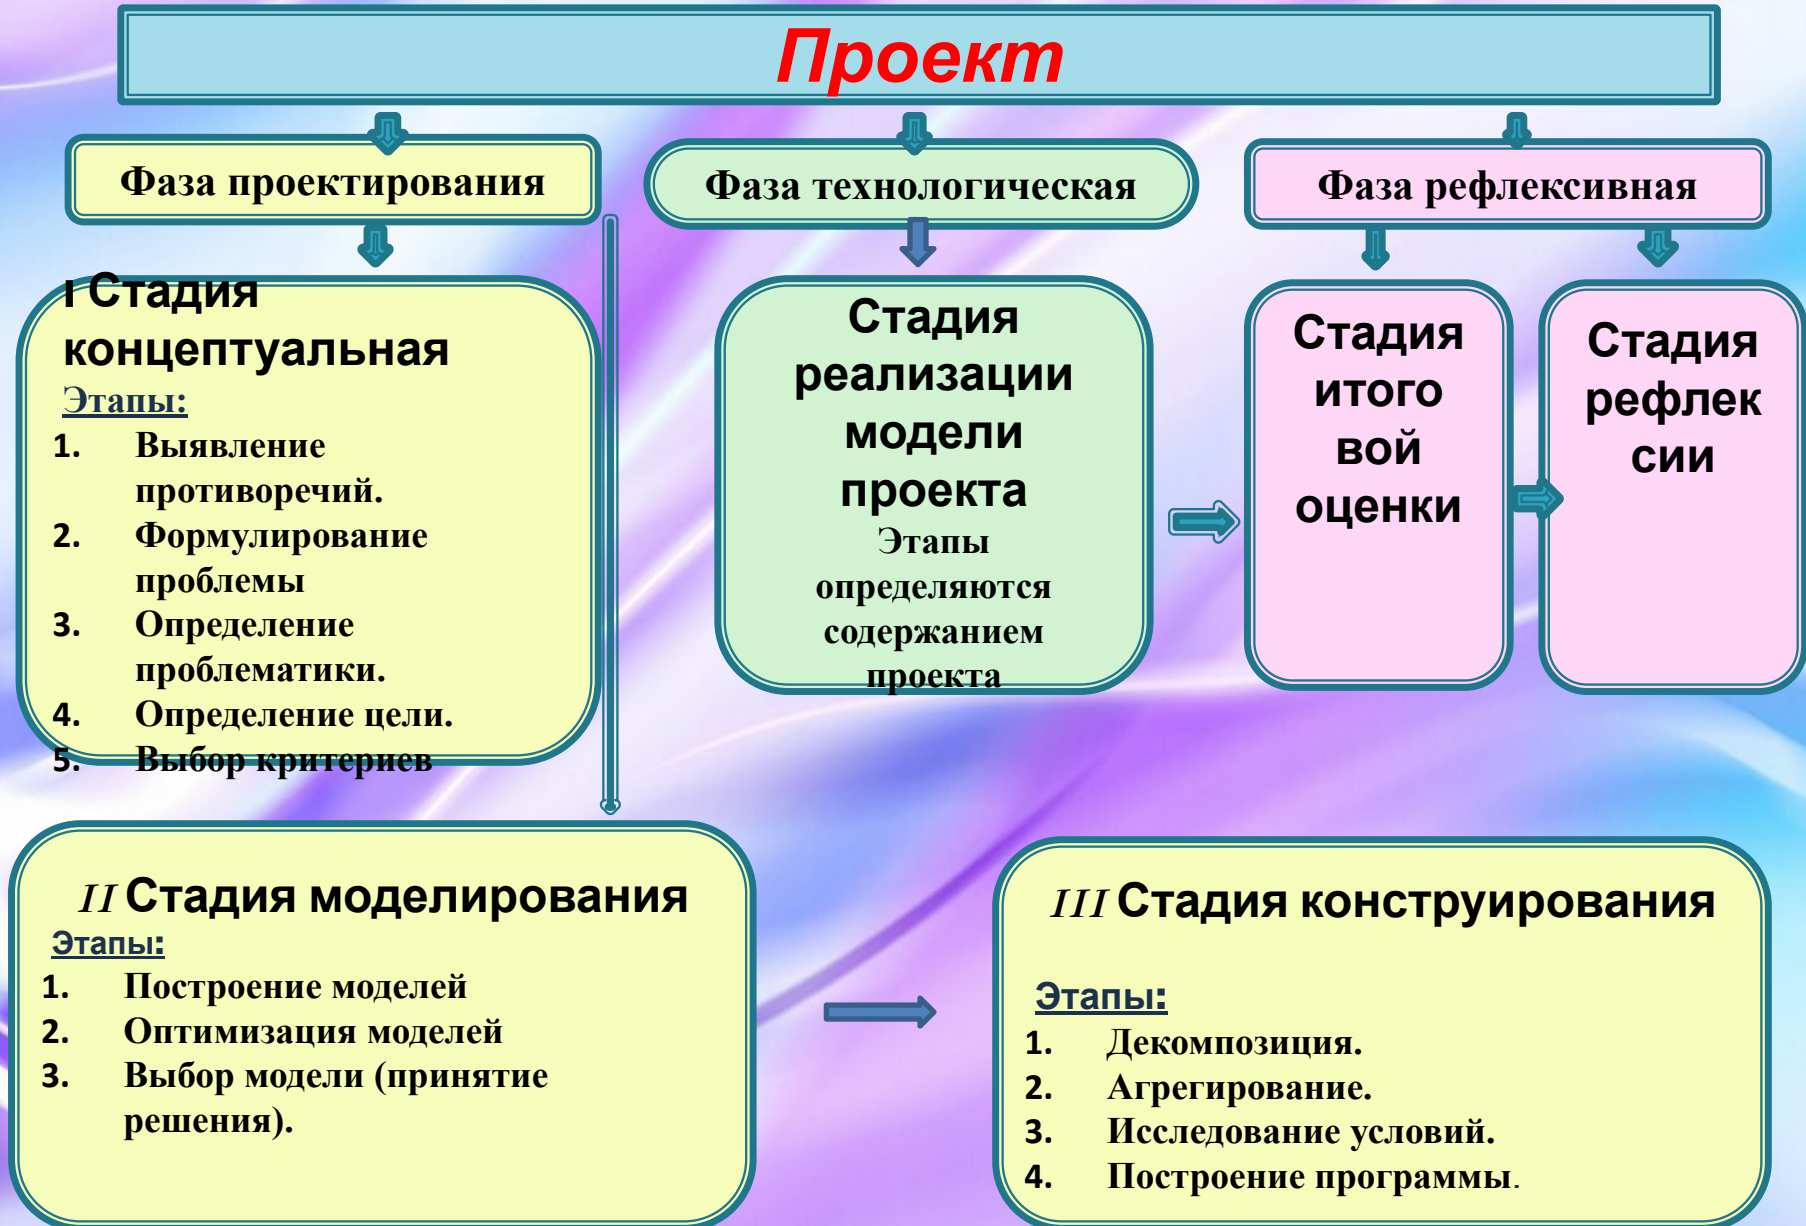 Проект
Фаза проектирования
Фаза технологическая
Фаза рефлексивная
I Стадия
концептуальная
Этапы:
1. Выявление
противоречий.
2. Формулирование
проблемы
3. Определение
проблематики.
4. Определение цели.
5. Выбор критериев
Стадия
реализации
модели
проекта
Этапы
определяются
содержанием
проекта
Стадия
итого
вой
оценки
Стадия
рефлек
сии
II Стадия моделирования
Этапы:
1. Построение моделей
2. Оптимизация моделей
3. Выбор модели (принятие
решения).
III Стадия конструирования
Этапы:
1. Декомпозиция.
2. Агрегирование.
3. Исследование условий.
4. Построение программы.